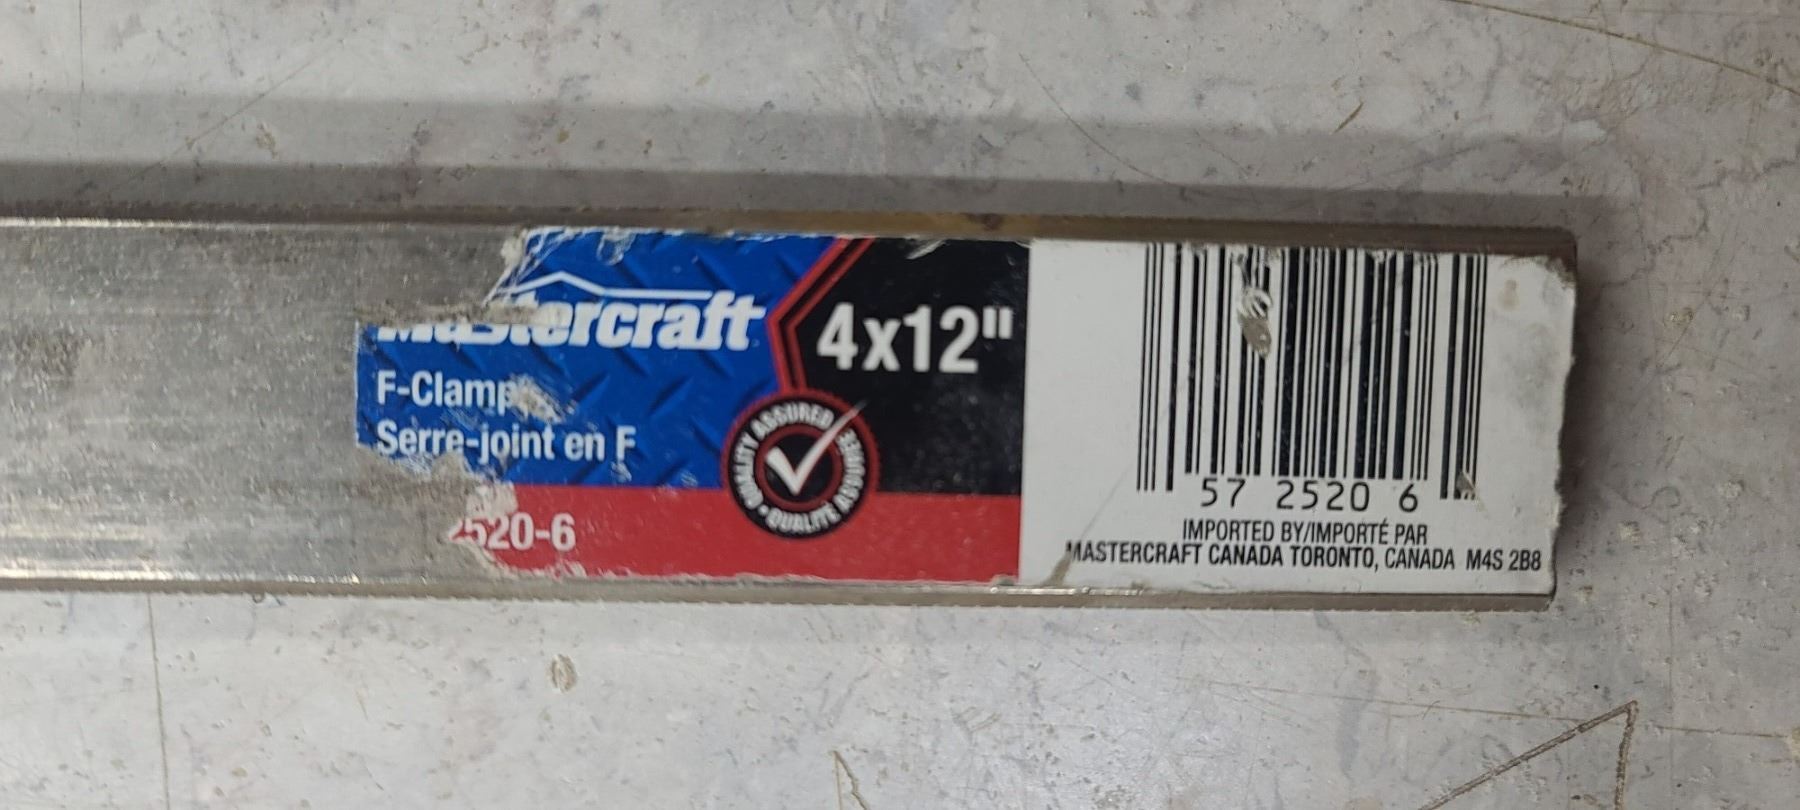 Mastercraft
F-Clamp
Serre-joint en F
2520-6
4x12"
QUALITY ASSURED
QUALITÉ ASSURÉE
57 2520 6
IMPORTED BY/IMPORTÉ PAR
MASTERCRAFT CANADA TORONTO, CANADA M4S 2B8